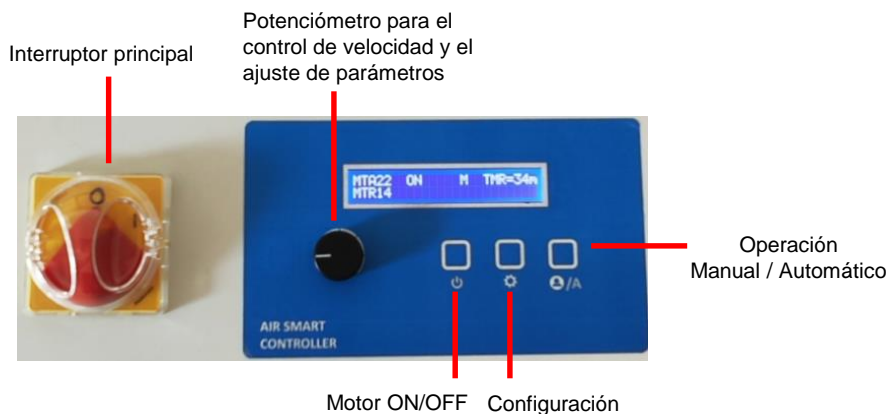 Potenciómetro para el
control de velocidad y el
ajuste de parámetros
Interruptor principal
MTA22 ON M TMR=34m
MTR14
O
/A
AIR SMART
CONTROLLER
Operación
Manual / Automático
Motor ON/OFF
Configuración